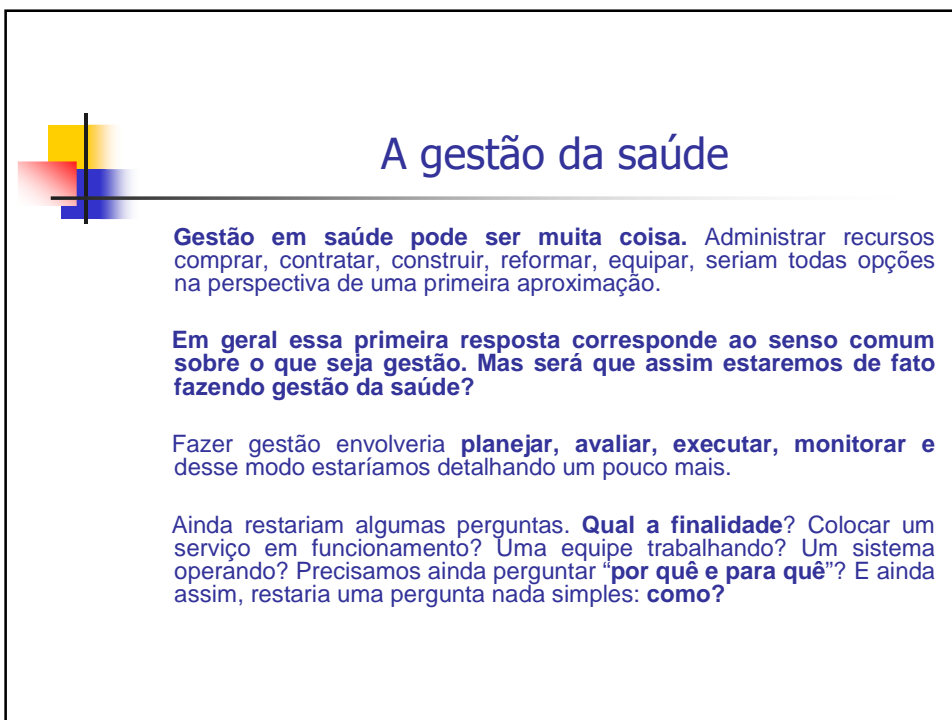 A gestão da saúde
Gestão em saúde pode ser muita coisa. Administrar recursos
comprar, contratar, construir, reformar, equipar, seriam todas opções
na perspectiva de uma primeira aproximação.
Em geral essa primeira resposta corresponde ao senso comum
sobre o que seja gestão. Mas será que assim estaremos de fato
fazendo gestão da saúde?
Fazer gestão envolveria planejar, avaliar, executar, monitorar e
desse modo estaríamos detalhando um pouco mais.
Ainda restariam algumas perguntas. Qual a finalidade? Colocar um
serviço em funcionamento? Uma equipe trabalhando? Um sistema
operando? Precisamos ainda perguntar “por quê e para quê”? E ainda
assim, restaria uma pergunta nada simples: como?